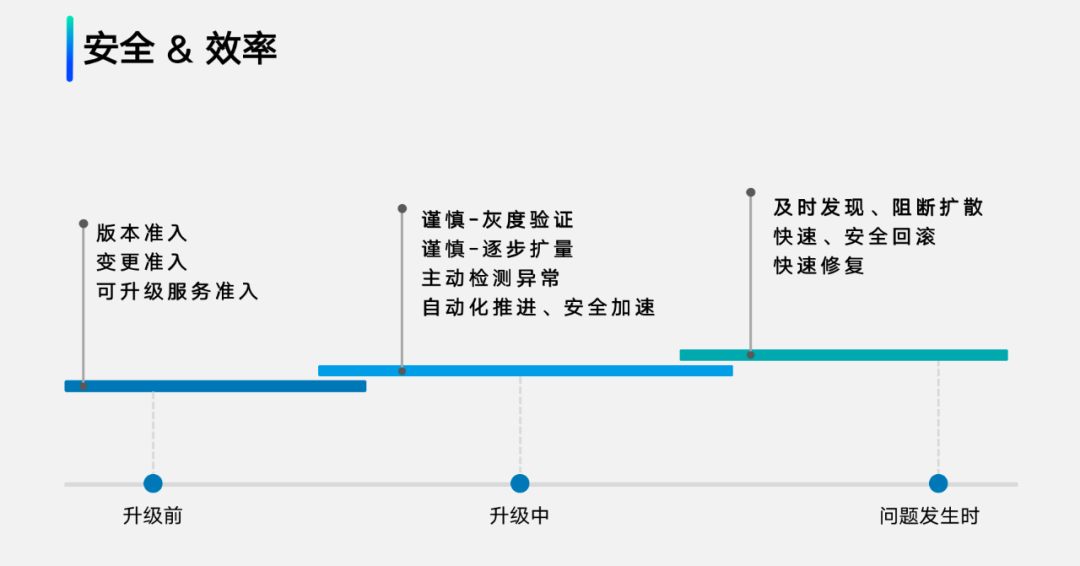 安全 & 效率
版本准入
变更准入
可升级服务准入
谨慎-灰度验证
谨慎-逐步扩量
主动检测异常
自动化推进、安全加速
及时发现、阻断扩散
快速、安全回滚
快速修复
升级前
升级中
问题发生时